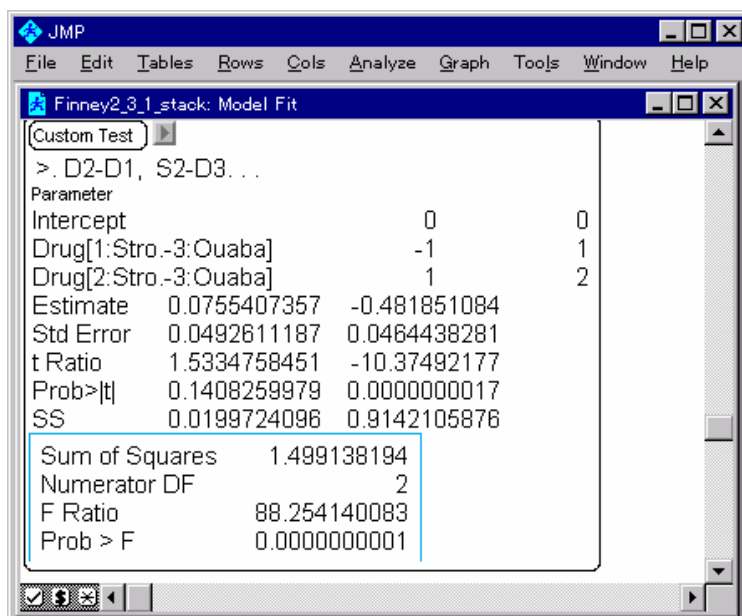 JMP
File Edit Tables Rows Cols Analyze Graph Tools Window Help
Finney2_3_1_stack: Model Fit
Custom Test
>. D2-D1, S2-D3. . .
Parameter
Intercept 0 0
Drug[1:Stro.-3:Ouaba] -1 1
Drug[2:Stro.-3:Ouaba] 1 2
Estimate 0.0755407357 -0.481851084
Std Error 0.0492611187 0.0464438281
t Ratio 1.5334758451 -10.37492177
Prob>|t| 0.1408259979 0.0000000017
SS 0.0199724096 0.9142105876
Sum of Squares 1.499138194
Numerator DF 2
F Ratio 88.254140083
Prob > F 0.0000000001